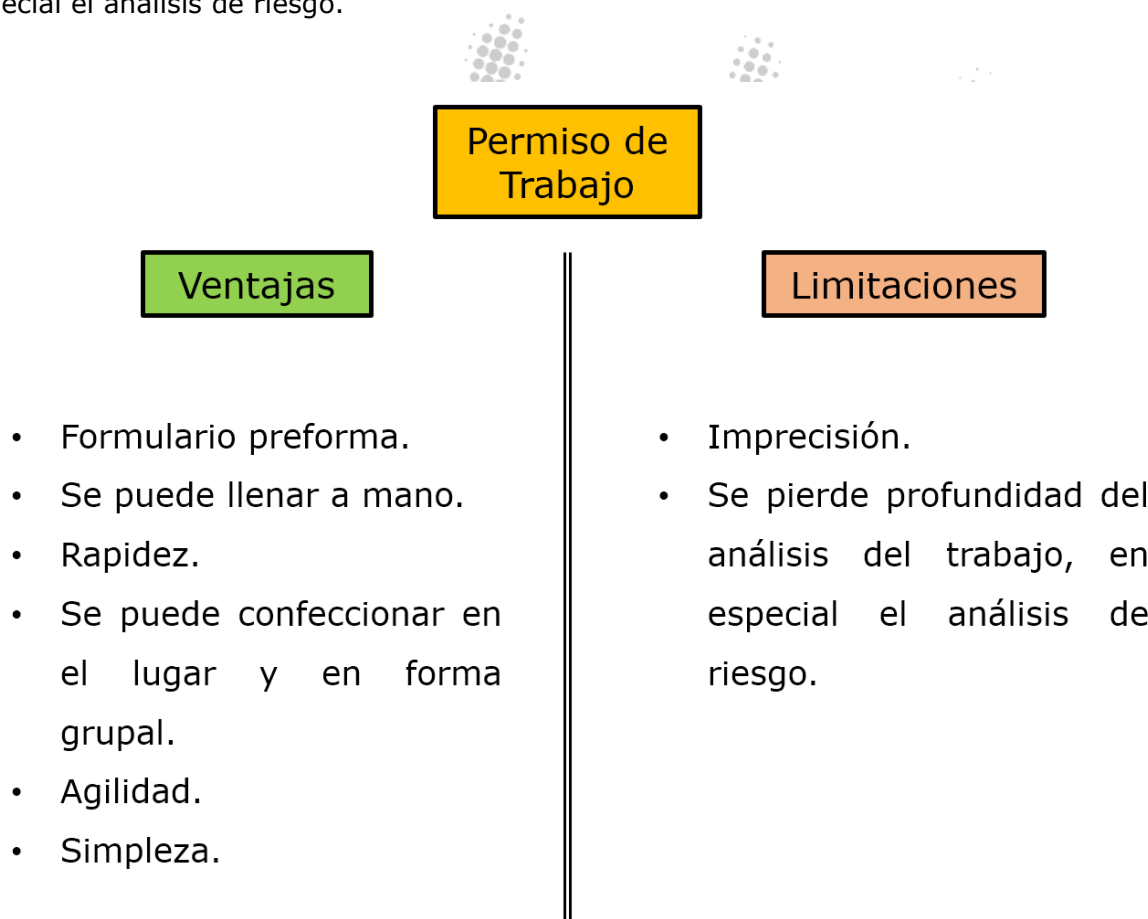 especial el análisis de riesgo.
Permiso de
Trabajo
Ventajas
Limitaciones
• Formulario preforma.
• Se puede llenar a mano.
• Rapidez.
• Se puede confeccionar en
el lugar y en forma
grupal.
• Agilidad.
• Simpleza.
• Imprecisión.
• Se pierde profundidad del
análisis del trabajo, en
especial el análisis de
riesgo.